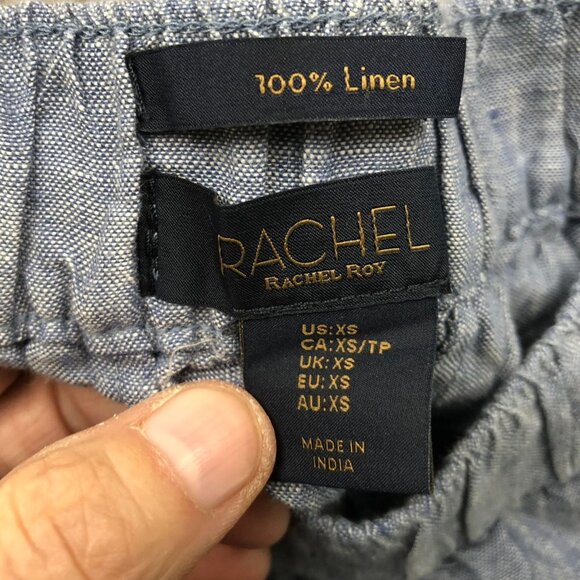 100% Linen
RACHEL
RACHEL ROY
US:XS
CA:XS/TP
UK:XS
EU:XS
AU:XS
MADE IN
INDIA